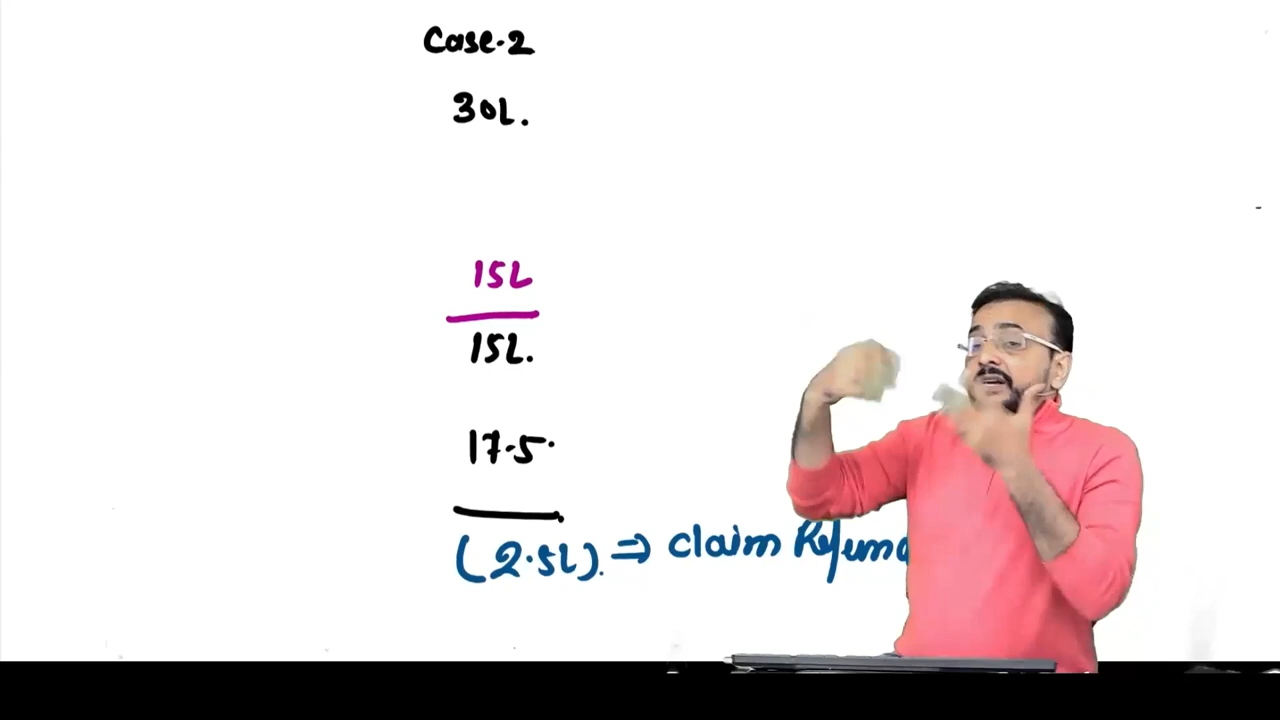 Case-2
30L.
15L
15L.
17.5.
(2.5L). ⇒ claim